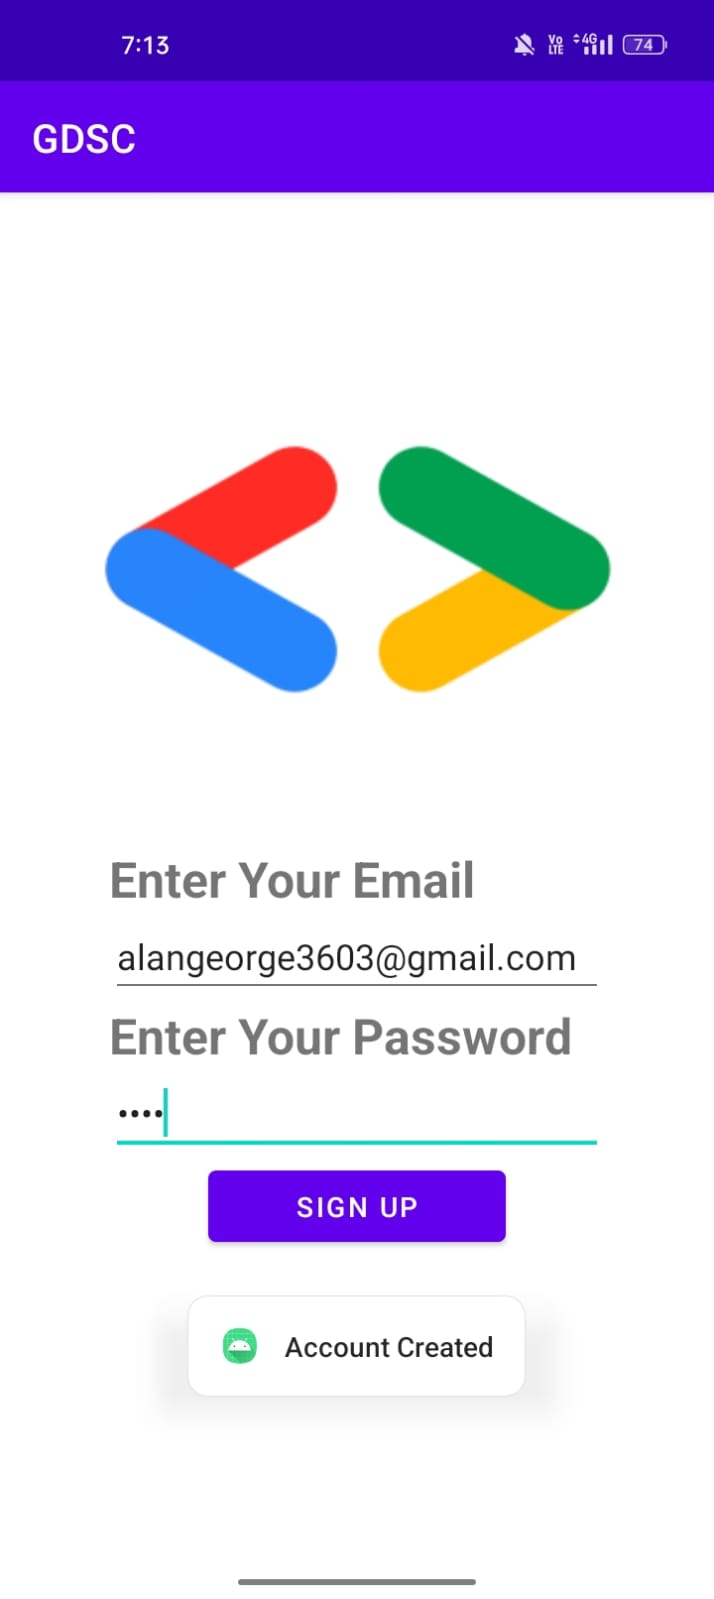 7:13 Vo LTE 4G 74
GDSC
Enter Your Email
alangeorge3603@gmail.com
Enter Your Password
••••
SIGN UP
Account Created